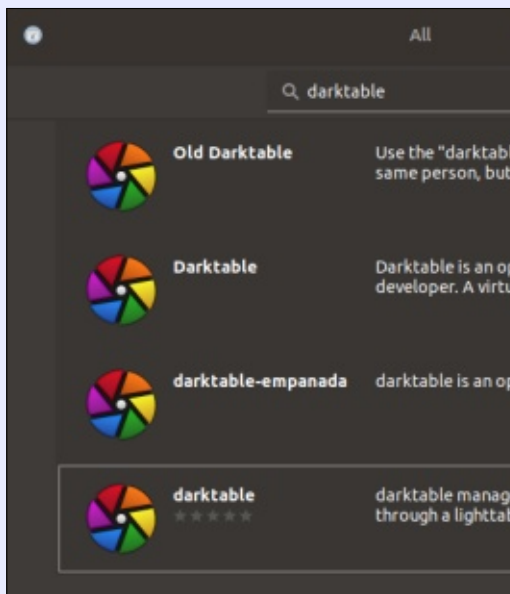 All
darktable
Old Darktable
Use the "darktabl
same person, but
Darktable
Darktable is an op
developer. A virtu
darktable-empanada
darktable is an op
darktable
darktable manag
through a lighttab